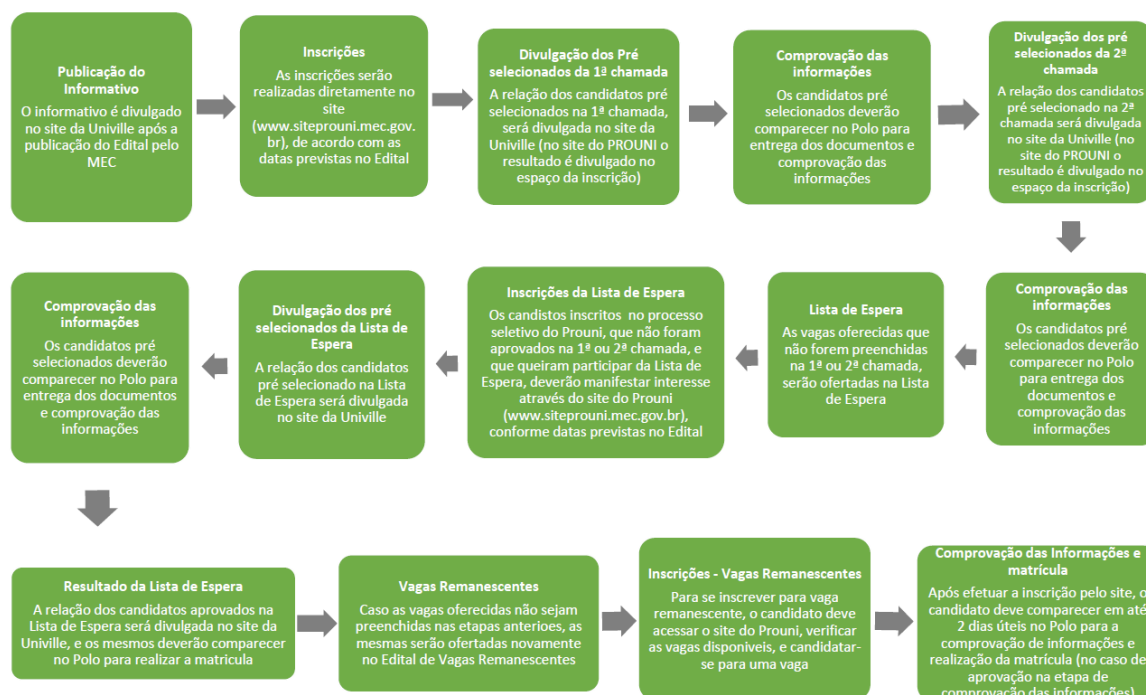 Publicação do
Informativo
O informativo é divulgado
no site da Univille após a
publicação do Edital pelo
MEC
Inscrições
As inscrições serão
realizadas diretamente no
site
(www.siteprouni.mec.gov.
br), de acordo com as
datas previstas no Edital
Divulgação dos Pré
selecionados da 1ª chamada
A relação dos candidatos pré
selecionados na 1ª chamada,
será divulgada no site da
Univille (no site do PROUNI o
resultado é divulgado no
espaço da inscrição)
Comprovação das
informações
Os candidatos pré
selecionados deverão
comparecer no Polo para
entrega dos documentos e
comprovação das
informações
Divulgação dos pré
selecionados da 2ª
chamada
A relação dos candidatos
pré selecionado na 2ª
chamada será divulgada
no site da Univille (no
site do PROUNI o
resultado é divulgado no
espaço da inscrição)
Comprovação das
informações
Os candidatos pré
selecionados deverão
comparecer no Polo
para entrega dos
documentos e
comprovação das
informações
Lista de Espera
As vagas oferecidas que
não forem preenchidas
na 1ª ou 2ª chamada,
serão ofertadas na Lista
de Espera
Inscrições da Lista de Espera
Os candistos inscritos no processo
seletivo do Prouni, que não foram
aprovados na 1ª ou 2ª chamada, e
que queiram participar da Lista de
Espera, deverão manifestar interesse
através do site do Prouni
(www.siteprouni.mec.gov.br),
conforme datas previstas no Edital
Divulgação dos pré
selecionados da Lista de
Espera
A relação dos candidatos
pré selecionado na Lista
de Espera será divulgada
no site da Univille
Comprovação das
informações
Os candidatos pré
selecionados deverão
comparecer no Polo para
entrega dos documentos
e comprovação das
informações
Resultado da Lista de Espera
A relação dos candidatos aprovados na
Lista de Espera será divulgada no site da
Univille, e os mesmos deverão comparecer
no Polo para realizar a matricula
Vagas Remanescentes
Caso as vagas oferecidas não sejam
preenchidas nas etapas anterioes, as
mesmas serão ofertadas novamente
no Edital de Vagas Remanescentes
Inscrições - Vagas Remanescentes
Para se inscrever para vaga
remanescente, o candidato deve
acessar o site do Prouni, verificar
as vagas disponiveis, e candidatar-
se para uma vaga
Comprovação das Informações e
matrícula
Após efetuar a inscrição pelo site, o
candidato deve comparecer em até
2 dias úteis no Polo para a
comprovação de informações e
realização da matrícula (no caso de
aprovação na etapa de
comprovação das informações)